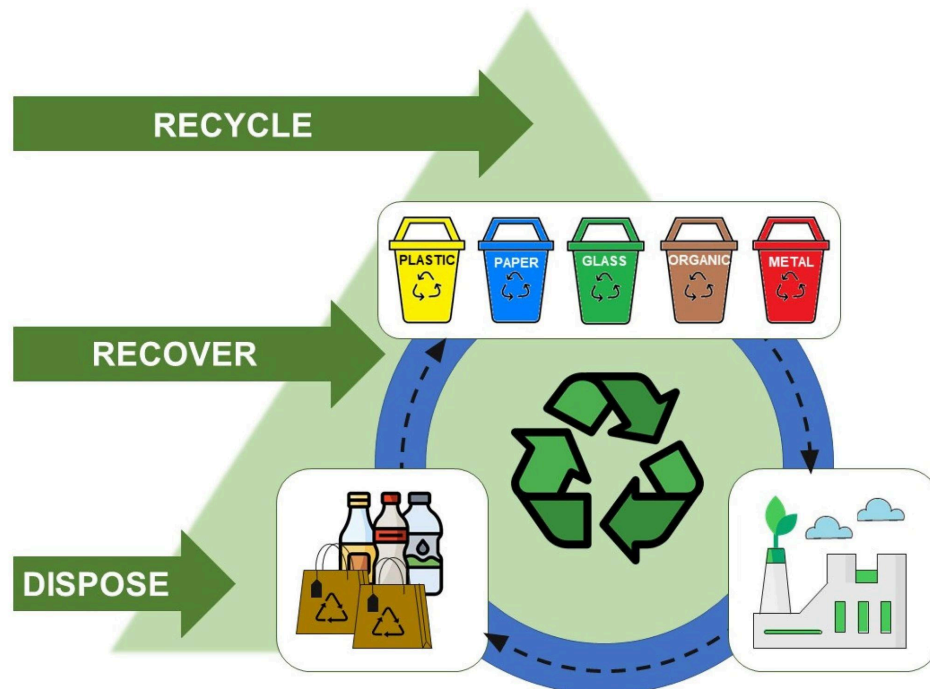 RECYCLE
PLASTIC
PAPER
GLASS
ORGANIC
METAL
RECOVER
DISPOSE